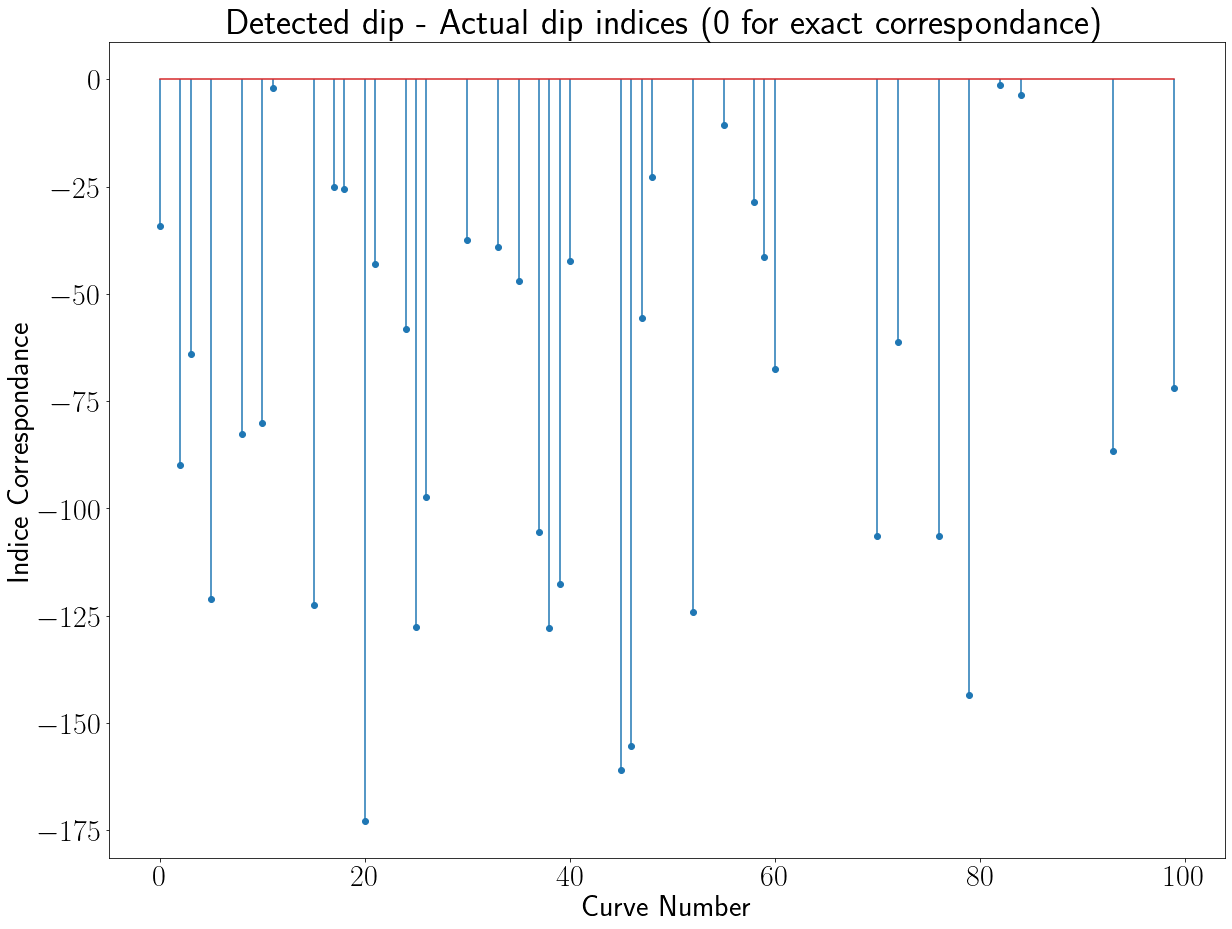 Detected dip - Actual dip indices (0 for exact correspondance)
0
−25
−50
−75
−100
−125
−150
−175
Indice Correspondance
0 20 40 60 80 100
Curve Number